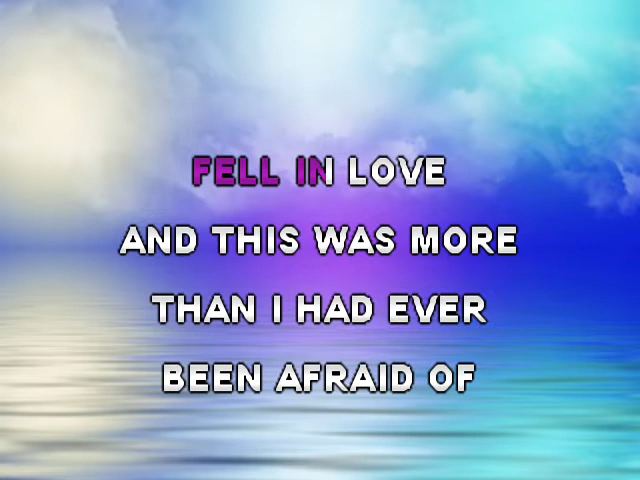 FELL IN LOVE
AND THIS WAS MORE
THAN I HAD EVER
BEEN AFRAID OF